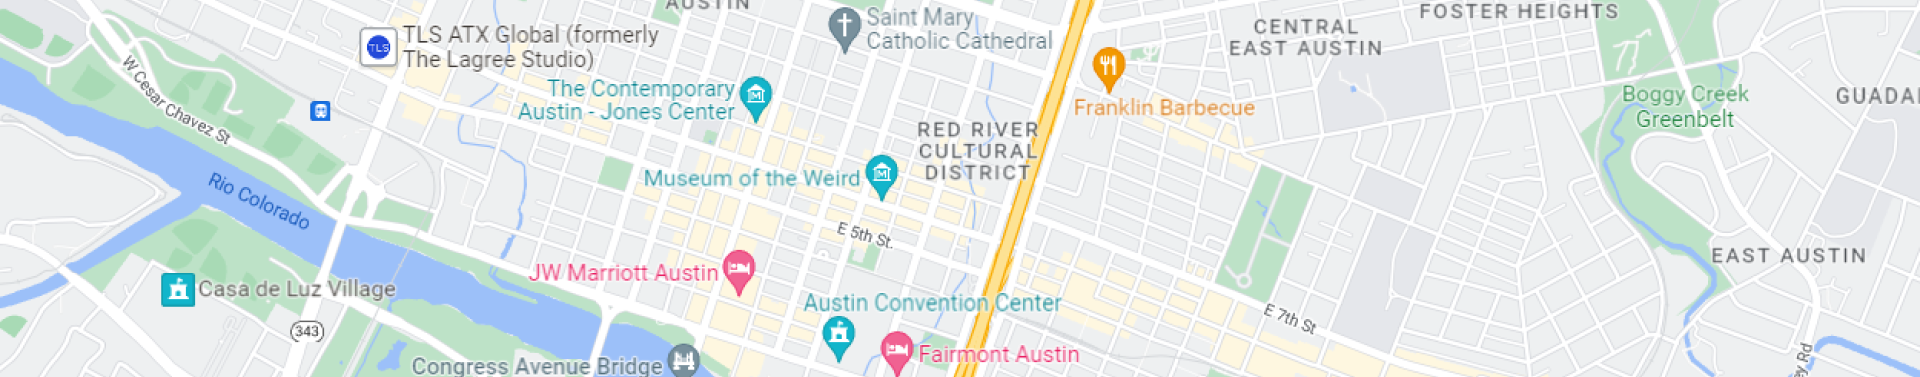 AUSTIN
Saint Mary
Catholic Cathedral
TLS
TLS ATX Global (formerly
The Lagree Studio)
CENTRAL
EAST AUSTIN
FOSTER HEIGHTS
W Cesar Chavez St
The Contemporary
Austin - Jones Center
Franklin Barbecue
Boggy Creek
Greenbelt
RED RIVER
CULTURAL
DISTRICT
Museum of the Weird
Rio Colorado
E 5th St.
EAST AUSTIN
JW Marriott Austin
Casa de Luz Village
Austin Convention Center
E 7th St
343
Fairmont Austin
Congress Avenue Bridge